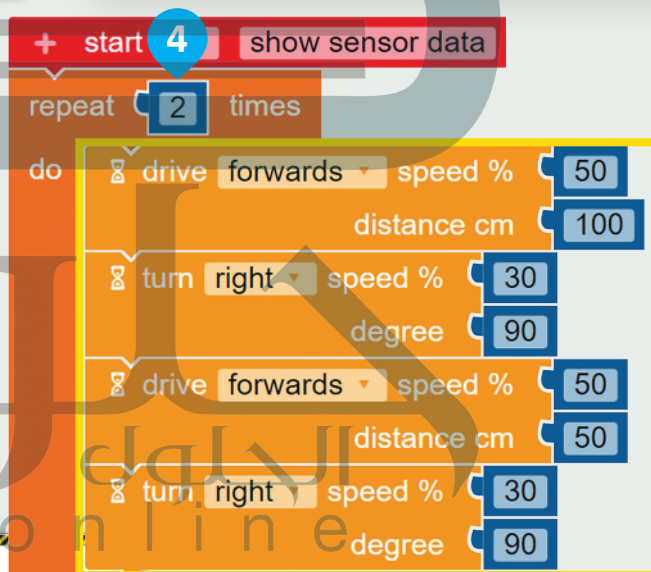 + start 4 show sensor data
repeat 2 times
do drive forwards speed % 50
distance cm 100
turn right speed % 30
degree 90
drive forwards speed % 50
distance cm 50
turn right speed % 30
degree 90
الحلول
online